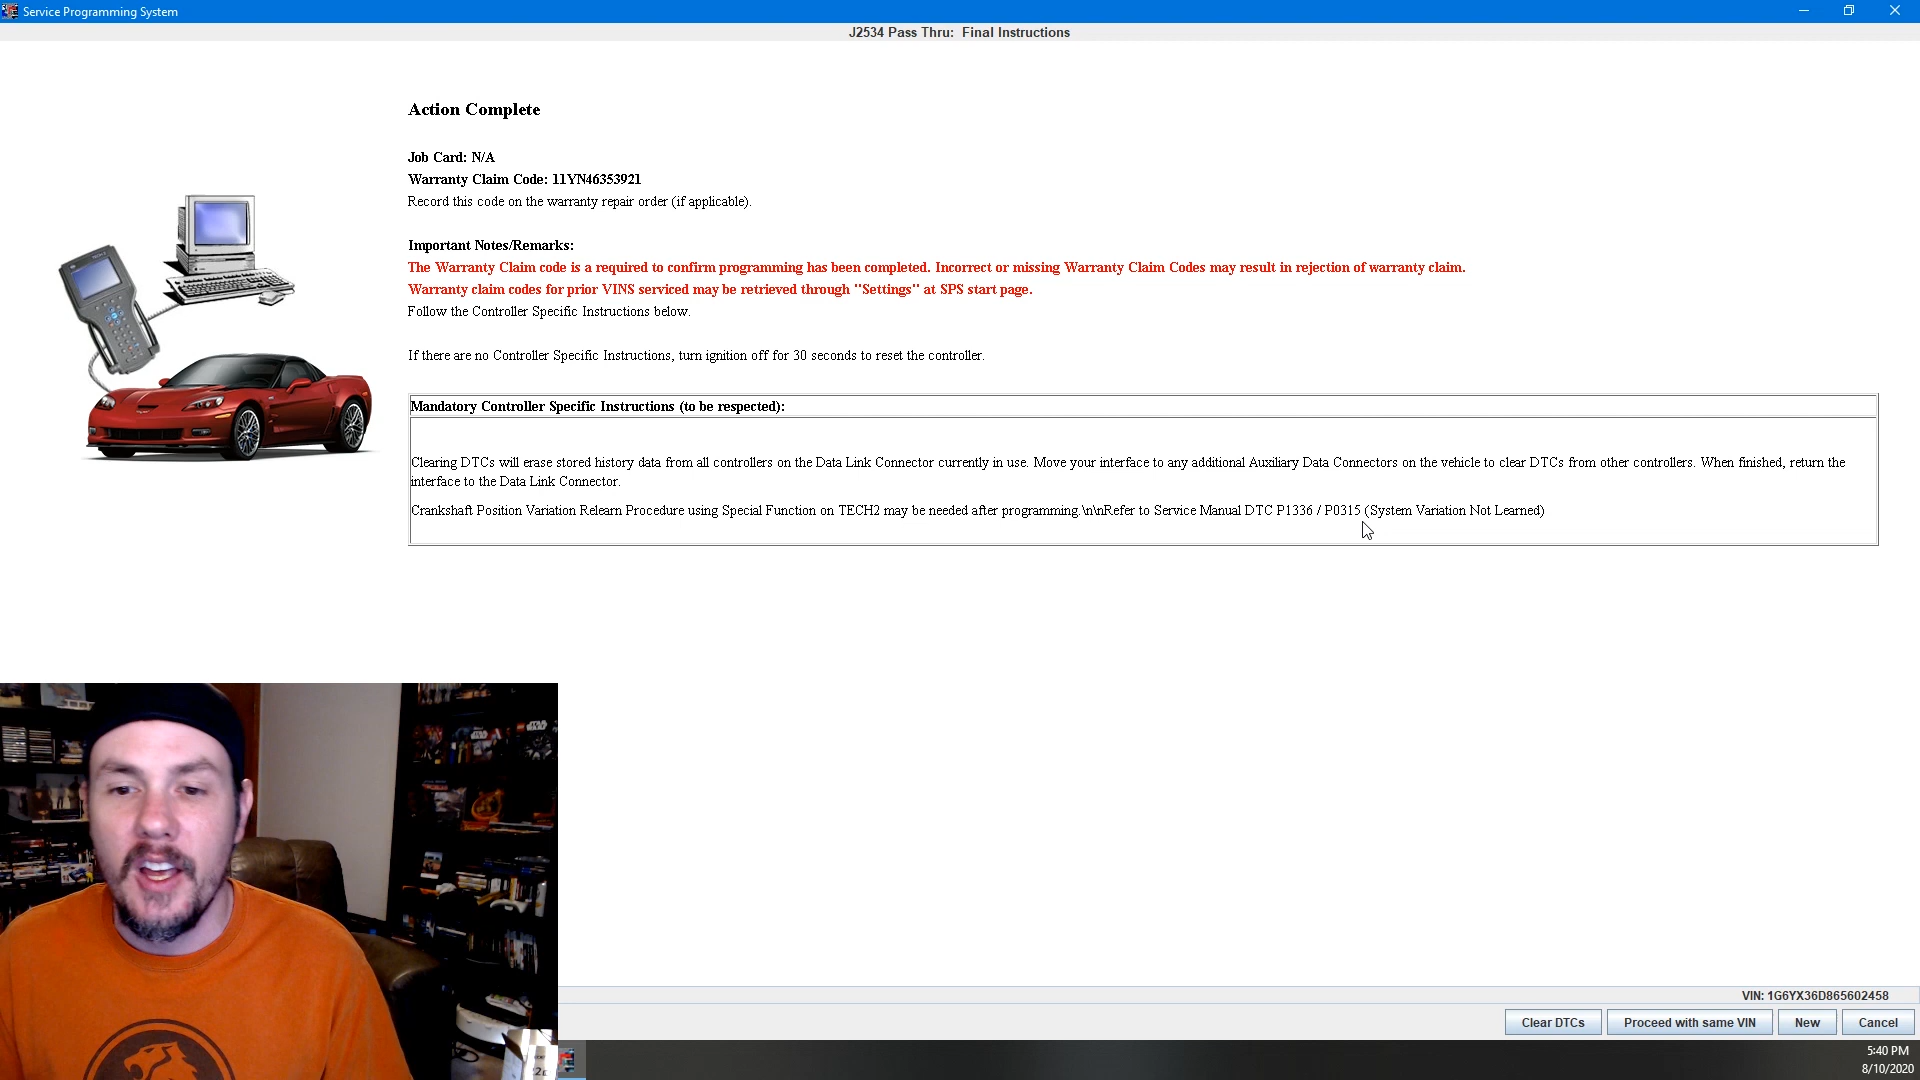 Service Programming System
J2534 Pass Thru:  Final Instructions
Action Complete
Job Card: N/A
Warranty Claim Code: 11YN46353921
Record this code on the warranty repair order (if applicable).
Important Notes/Remarks:
The Warranty Claim code is a required to confirm programming has been completed. Incorrect or missing Warranty Claim Codes may result in rejection of warranty claim.
Warranty claim codes for prior VINS serviced may be retrieved through "Settings" at SPS start page.
Follow the Controller Specific Instructions below.
If there are no Controller Specific Instructions, turn ignition off for 30 seconds to reset the controller.
Mandatory Controller Specific Instructions (to be respected):
Clearing DTCs will erase stored history data from all controllers on the Data Link Connector currently in use. Move your interface to any additional Auxiliary Data Connectors on the vehicle to clear DTCs from other controllers. When finished, return the
interface to the Data Link Connector.
Crankshaft Position Variation Relearn Procedure using Special Function on TECH2 may be needed after programming.\n\nRefer to Service Manual DTC P1336 / P0315 (System Variation Not Learned)
STAR WARS
VIN: 1G6YX36D865602458
Clear DTCs
Proceed with same VIN
New
Cancel
5:40 PM
8/10/2020